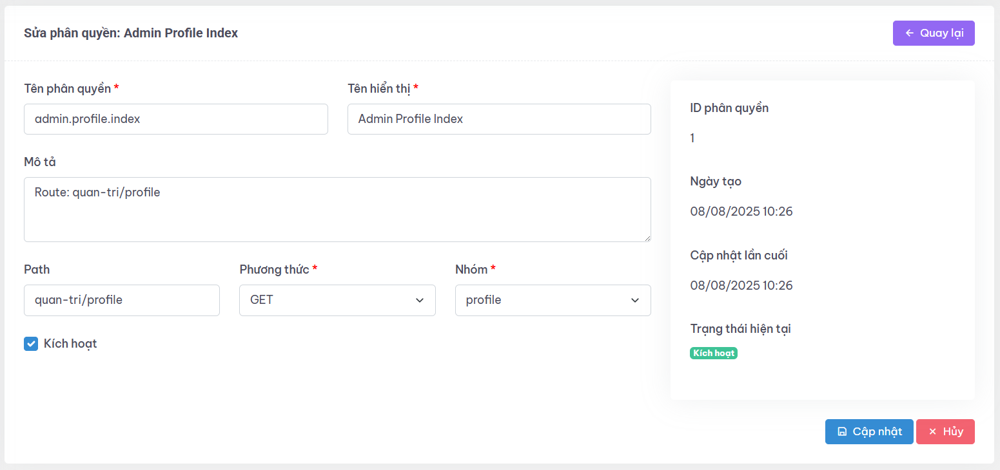 Sửa phân quyền: Admin Profile Index
Quay lại
Tên phân quyền *
Tên hiển thị *
admin.profile.index
Admin Profile Index
Mô tả
Route: quan-tri/profile
Path
Phương thức *
Nhóm *
quan-tri/profile
GET
profile
Kích hoạt
ID phân quyền
1
Ngày tạo
08/08/2025 10:26
Cập nhật lần cuối
08/08/2025 10:26
Trạng thái hiện tại
Kích hoạt
Cập nhật
Hủy